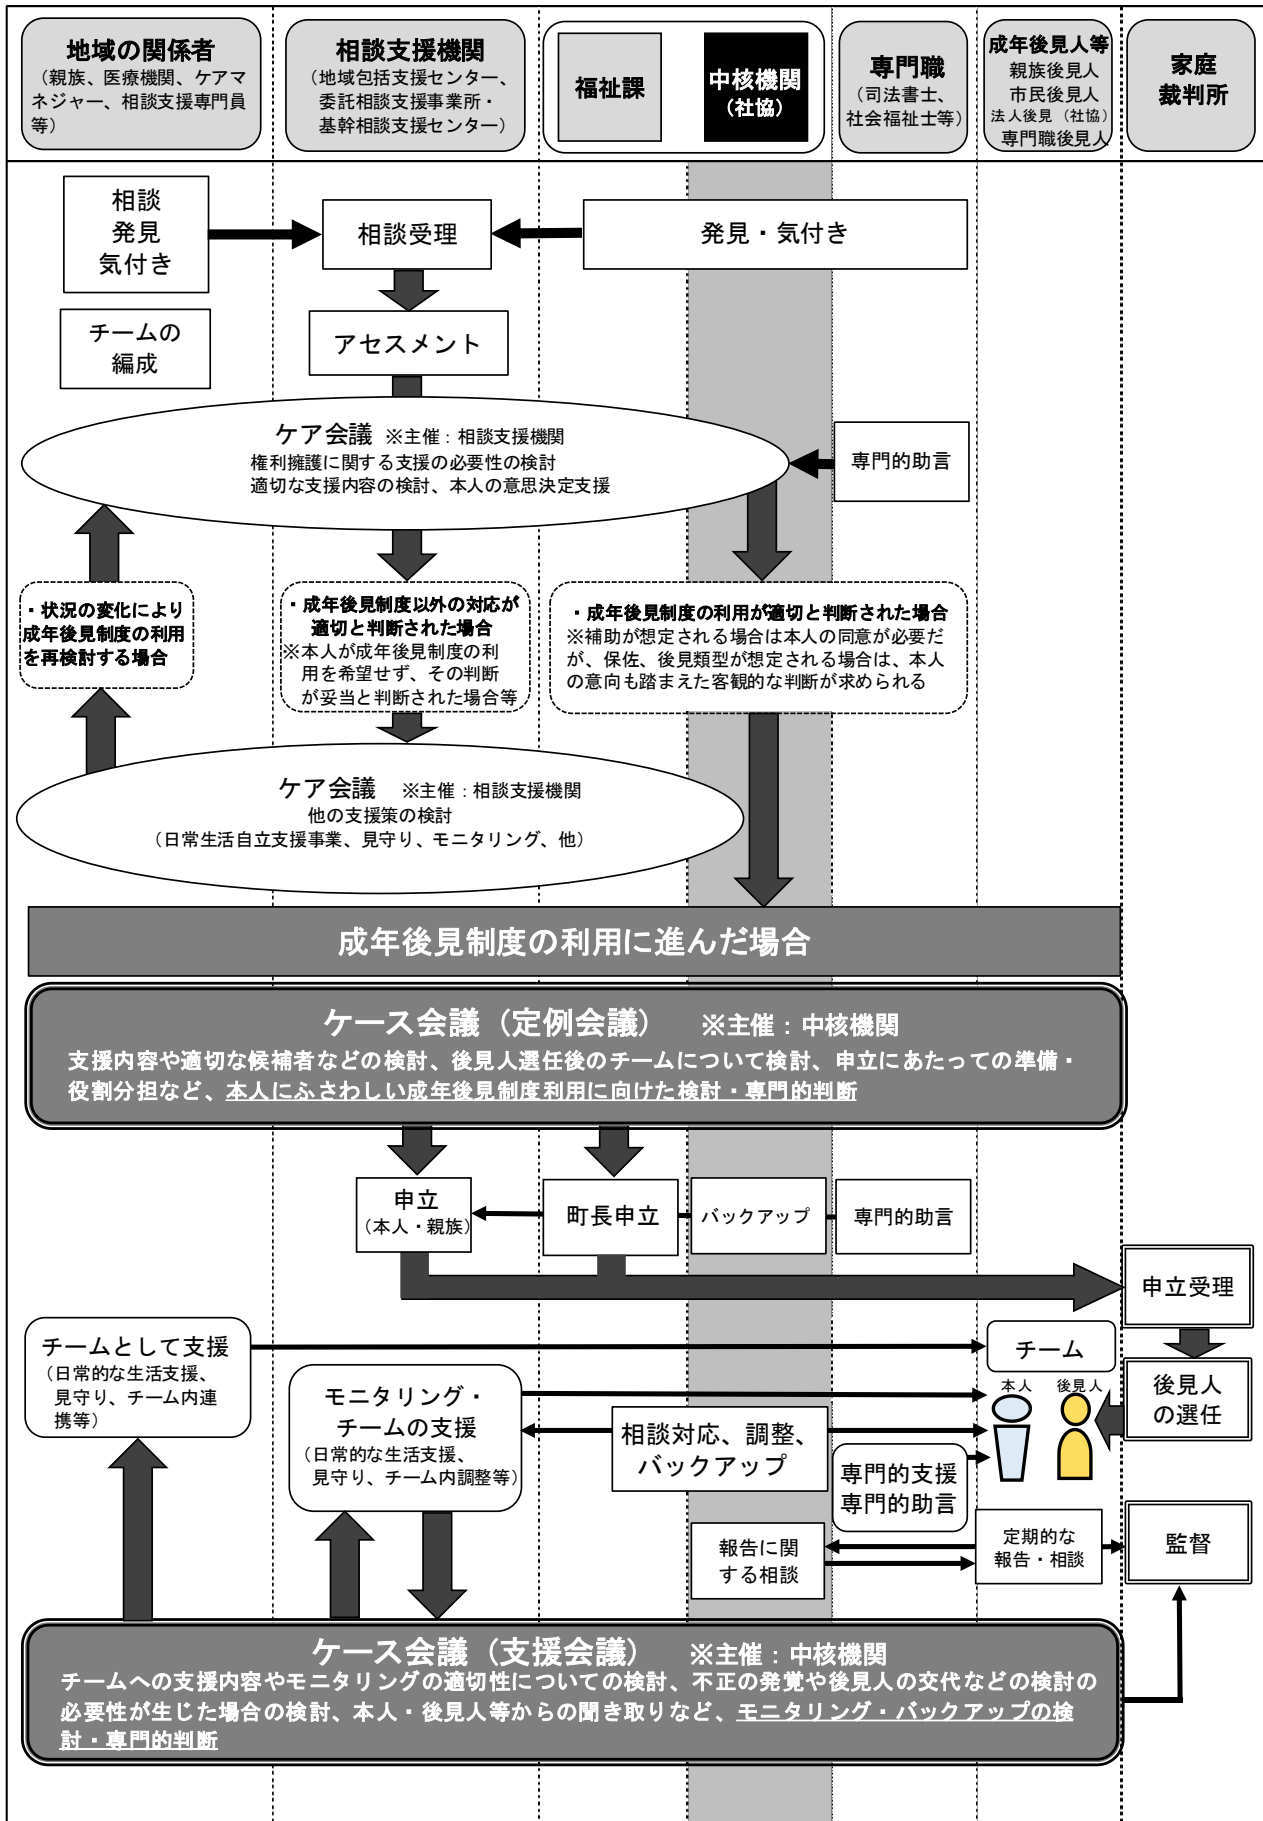 地域の関係者
（親族、医療機関、ケアマ
ネジャー、相談支援専門員
等）
相談支援機関
（地域包括支援センター、
委託相談支援事業所・
基幹相談支援センター）
福祉課
中核機関
（社協）
専門職
（司法書士、
社会福祉士等）
成年後見人等
親族後見人
市民後見人
法人後見（社協）
専門職後見人
家庭
裁判所
相談
発見
気付き
相談受理
発見・気付き
チームの
編成
アセスメント
ケア会議 ※主催：相談支援機関
権利擁護に関する支援の必要性の検討
適切な支援内容の検討、本人の意思決定支援
専門的助言
・状況の変化により
成年後見制度の利用
を再検討する場合
・成年後見制度以外の対応が
適切と判断された場合
※本人が成年後見制度の利
用を希望せず、その判断
が妥当と判断された場合等
・成年後見制度の利用が適切と判断された場合
※補助が想定される場合は本人の同意が必要だ
が、保佐、後見類型が想定される場合は、本人
の意向も踏まえた客観的な判断が求められる
ケア会議 ※主催：相談支援機関
他の支援策の検討
（日常生活自立支援事業、見守り、モニタリング、他）
成年後見制度の利用に進んだ場合
ケース会議（定例会議） ※主催：中核機関
支援内容や適切な候補者などの検討、後見人選任後のチームについて検討、申立にあたっての準備・
役割分担など、本人にふさわしい成年後見制度利用に向けた検討・専門的判断
申立
（本人・親族）
町長申立
バックアップ
専門的助言
申立受理
チームとして支援
（日常的な生活支援、
見守り、チーム内連
携等）
チーム
モニタリング・
チームの支援
（日常的な生活支援、
見守り、チーム内調整等）
本人
後見人
後見人
の選任
相談対応、調整、
バックアップ
専門的支援
専門的助言
報告に関
する相談
定期的な
報告・相談
監督
ケース会議（支援会議） ※主催：中核機関
チームへの支援内容やモニタリングの適切性についての検討、不正の発覚や後見人の交代などの検討の
必要性が生じた場合の検討、本人・後見人等からの聞き取りなど、モニタリング・バックアップの検
討・専門的判断